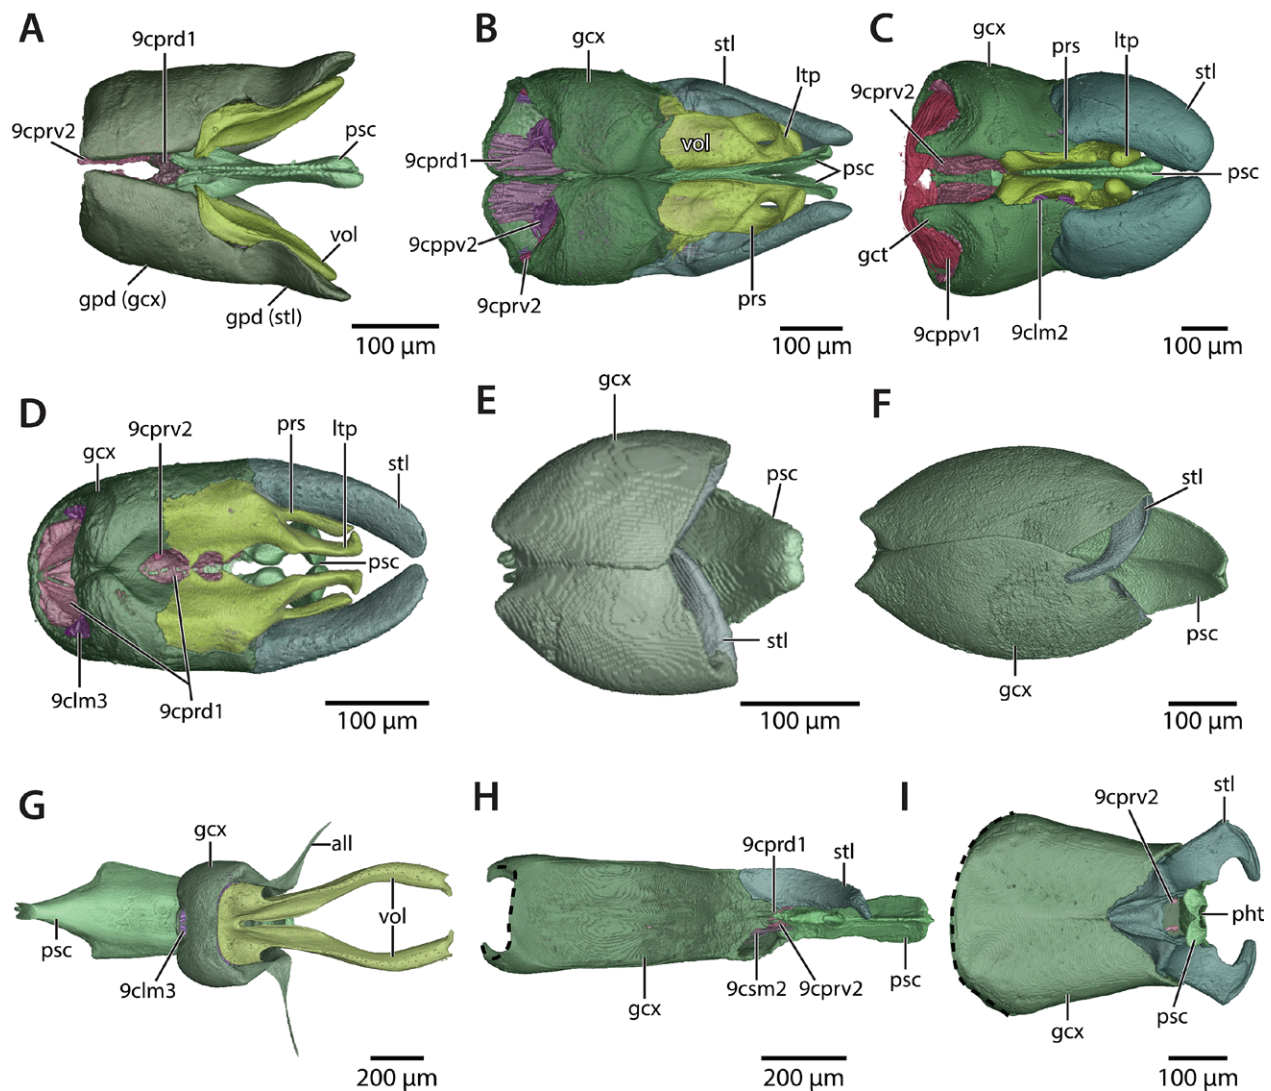 A
9cprd1
9cprv2
psc
vol
gpd (gcx)
gpd (stl)
100 µm
B
gcx
stl
ltp
vol
9cprd1
psc
9cppv2
9cprv2
prs
100 µm
C
gcx
prs
ltp
stl
9cprv2
psc
gct
9cppv1
9clm2
100 µm
D
9cprv2
gcx
prs
ltp
stl
psc
9clm3
9cprd1
100 µm
E
gcx
psc
stl
100 µm
F
stl
psc
gcx
100 µm
G
gcx
all
vol
psc
9clm3
200 µm
H
9cprd1
stl
9csm2
9cprv2
psc
gcx
200 µm
I
stl
9cprv2
pht
psc
gcx
100 µm